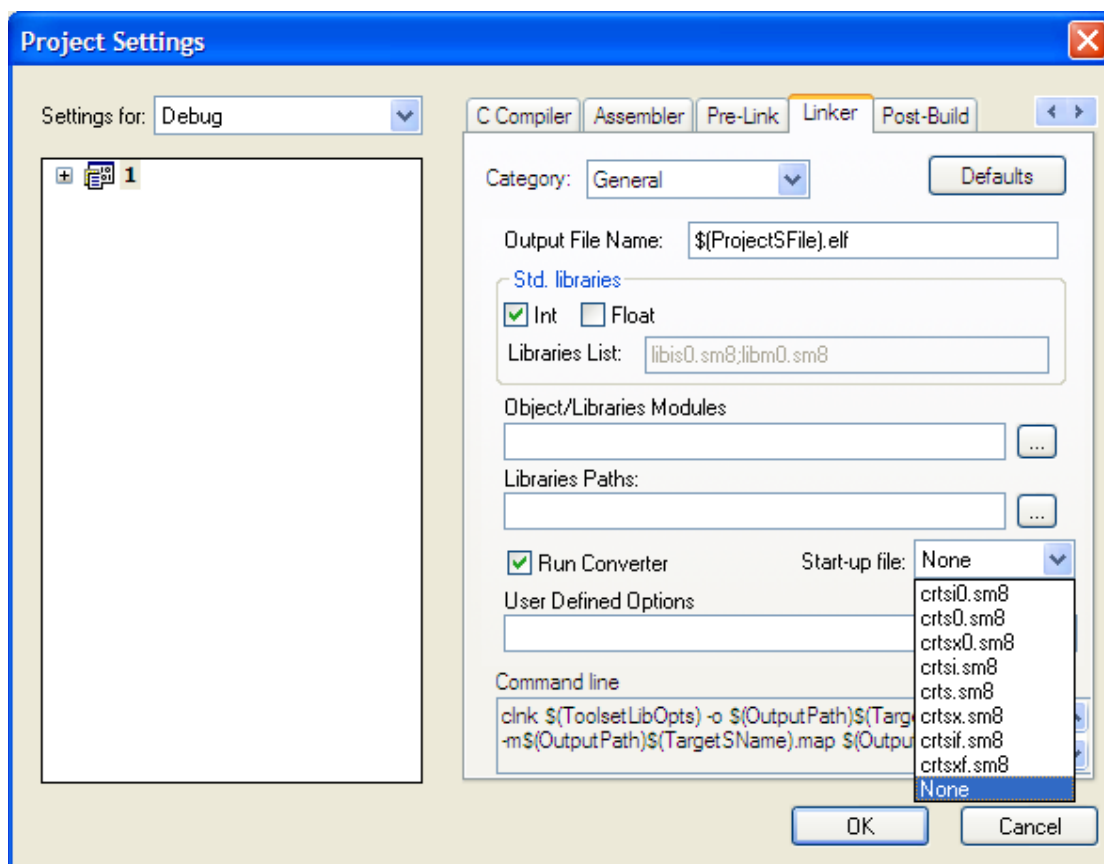 Project Settings
Settings for: Debug
1
C Compiler Assembler Pre-Link Linker Post-Build
Category: General Defaults
Output File Name: $(ProjectSFile).elf
Std. libraries
Int Float
Libraries List: libis0.sm8;libm0.sm8
Object/Libraries Modules
...
Libraries Paths:
...
Run Converter Start-up file: None
crtsi0.sm8
crts0.sm8
crtsx0.sm8
crtsi.sm8
crts.sm8
crtsx.sm8
crtsif.sm8
crtsxf.sm8
None
User Defined Options
Command line
clnk $(ToolsetLibOpts) -o $(OutputPath)$(Targ
-m$(OutputPath)$(TargetSName).map $(Outpu
OK Cancel